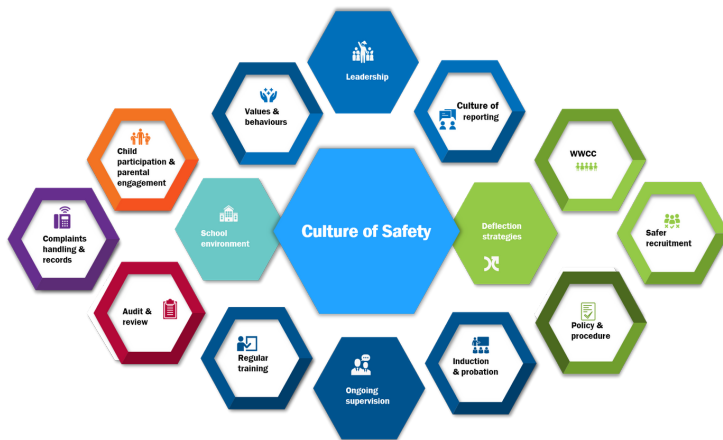 Leadership
Values &
behaviours
Culture of
reporting
Child
participation &
parental
engagement
WWCC
Complaints
handling &
records
School
environment
Culture of Safety
Deflection
strategies
Safer
recruitment
Audit &
review
Policy &
procedure
Regular
training
Ongoing
supervision
Induction
& probation